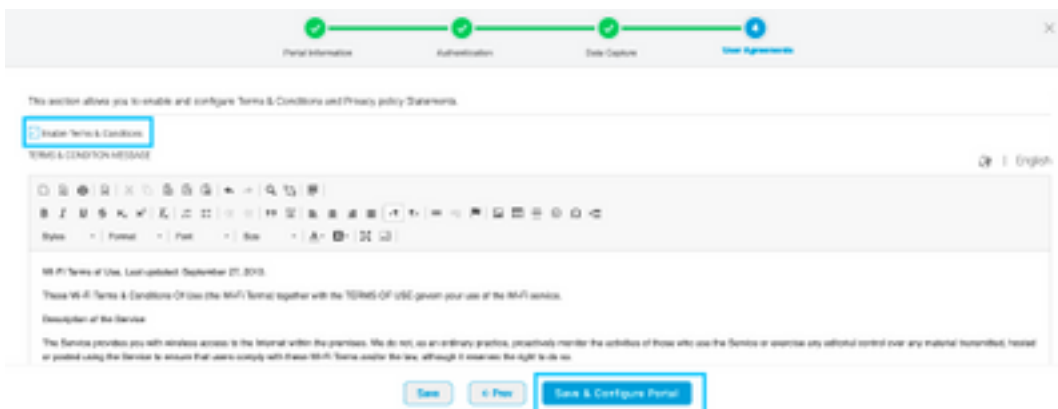 Portal Information
Authentication
Data Capture
4
User Agreements
This section allows you to enable and configure Terms & Conditions and Privacy policy Statements.
Enable Terms & Conditions
TERMS & CONDITION MESSAGE
| English
Styles Format Font Size
Wi-Fi Terms of Use, Last updated: September 27, 2013.
These Wi-Fi Terms & Conditions Of Use (the Wi-Fi Terms) together with the TERMS OF USE govern your use of the Wi-Fi service.
Description of the Service
The Service provides you with wireless access to the Internet within the premises. We do not, as an ordinary practice, proactively monitor the activities of those who use the Service or exercise any editorial control over any material transmitted, hosted
or posted using the Service to ensure that users comply with these Wi-Fi Terms and/or the law, although it reserves the right to do so.
Save < Prev Save & Configure Portal